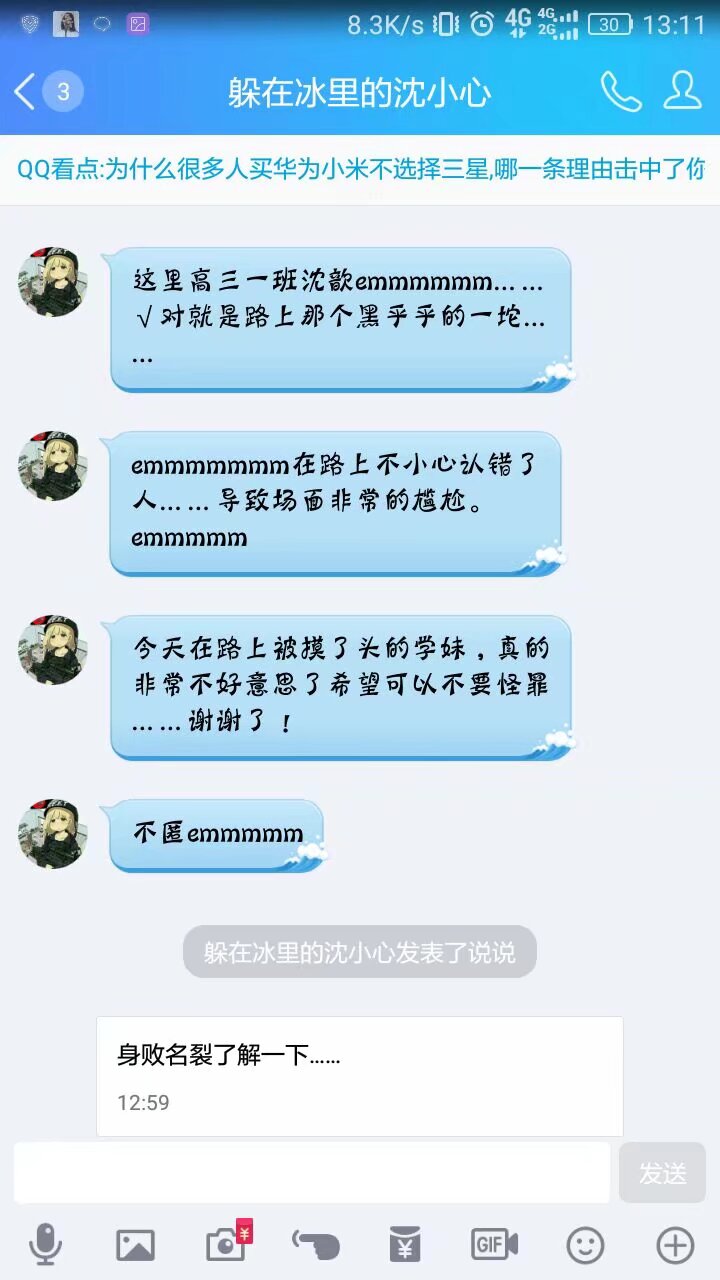 8.3K/s 4G 4G 2G 30 13:11
3 躲在冰里的沈小心
QQ看点:为什么很多人买华为小米不选择三星,哪一条理由击中了你
这里高三一班沈歆emmmmmm……
√对就是路上那个黑乎乎的一坨…
…
emmmmmmm在路上不小心认错了
人……导致场面非常的尴尬。
emmmmm
今天在路上被摸了头的学妹，真的
非常不好意思了希望可以不要怪罪
……谢谢了！
不匿emmmmm
躲在冰里的沈小心发表了说说
身败名裂了解一下……
12:59
发送
¥
¥
GIF